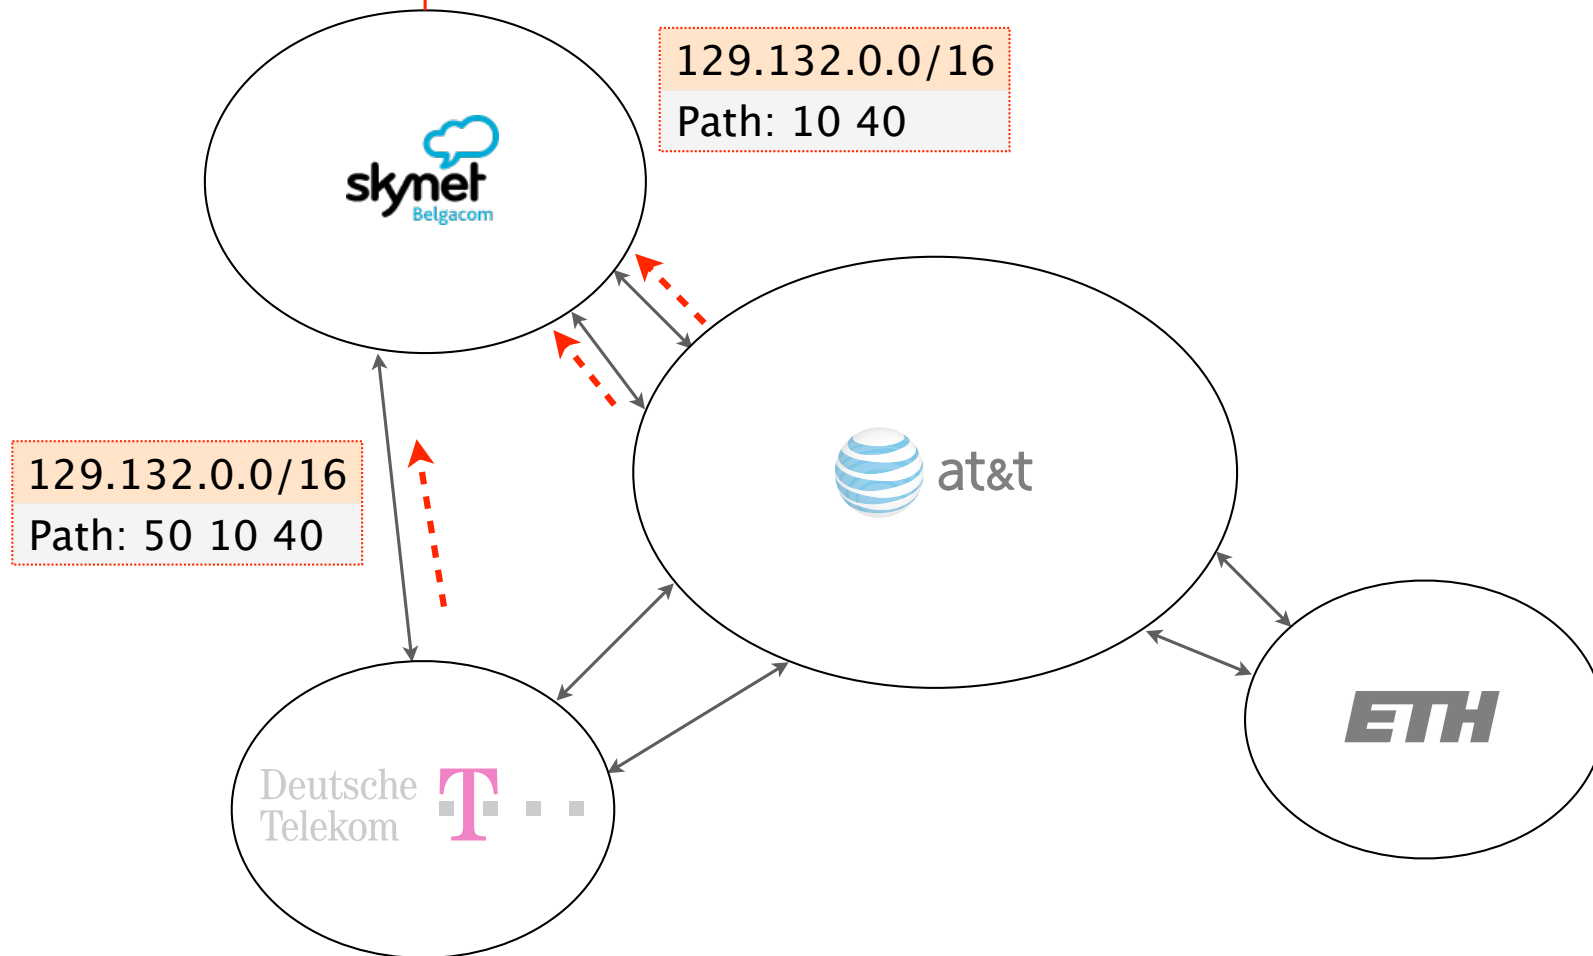 129.132.0.0/16
Path: 10 40
skynet
Belgacom
at&t
129.132.0.0/16
Path: 50 10 40
ETH
Deutsche
Telekom
T